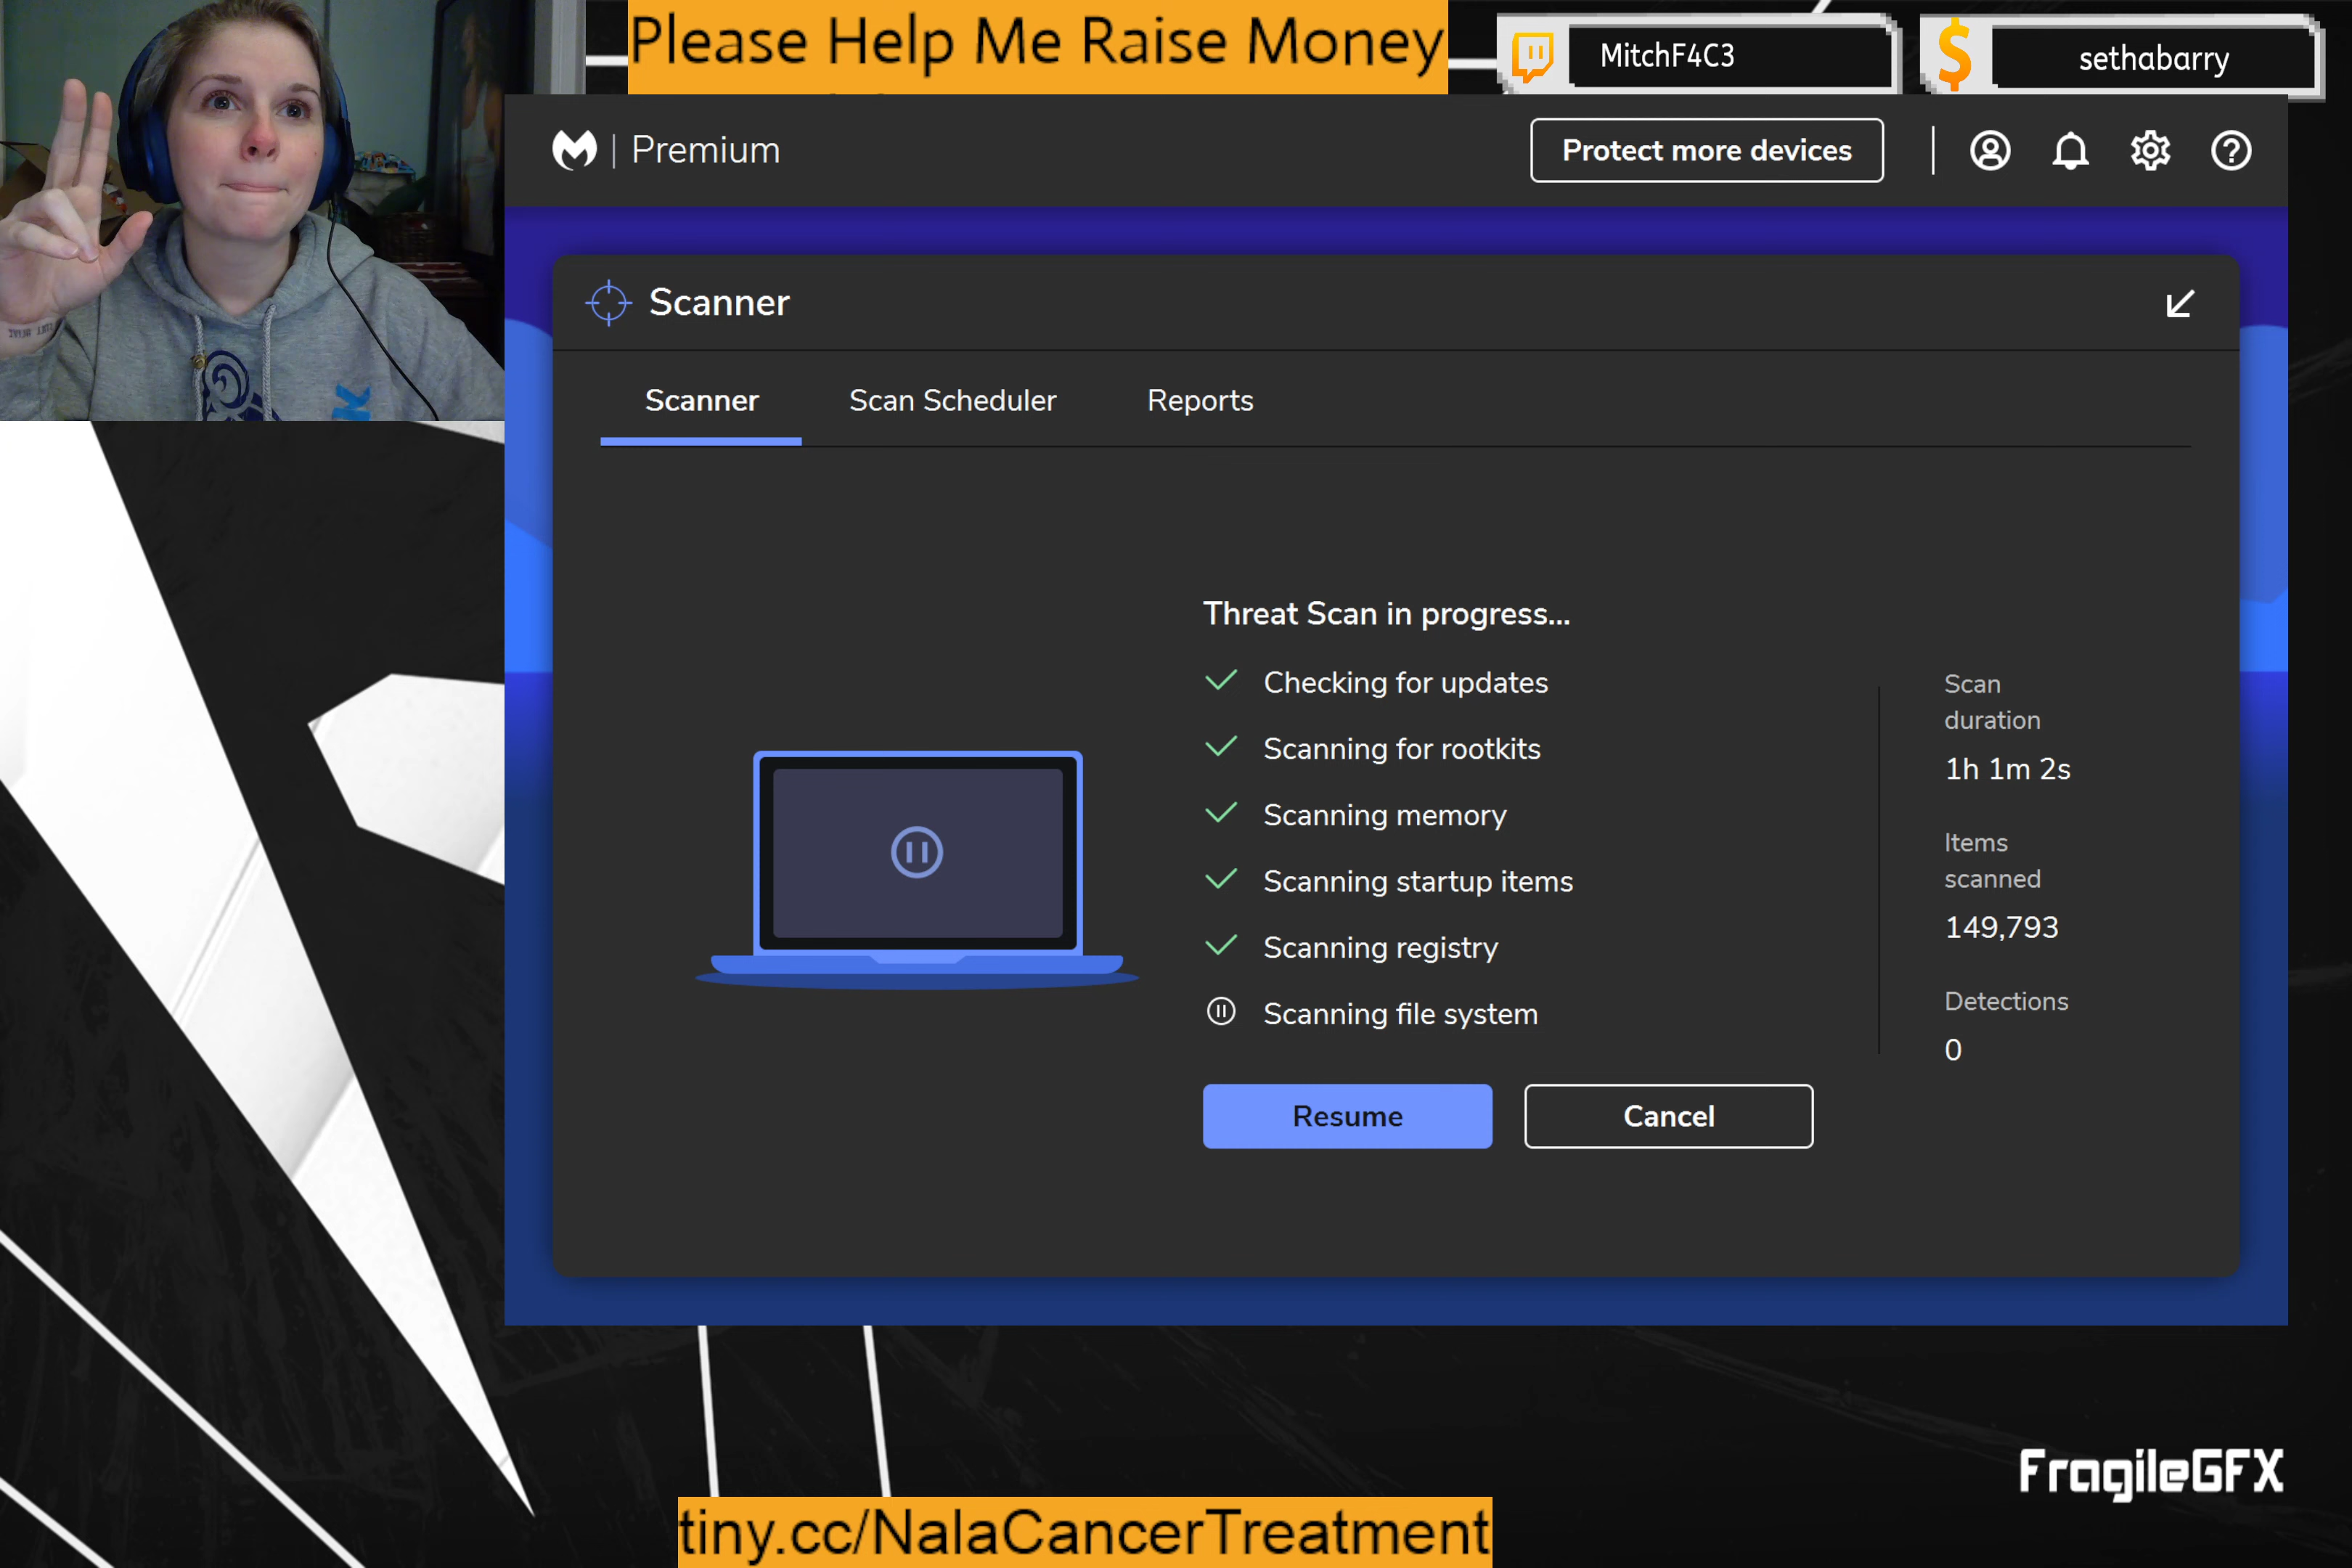 Please Help Me Raise Money
MitchF4C3
sethabarry
Premium
Protect more devices
Scanner
Scanner
Scan Scheduler
Reports
Threat Scan in progress...
Checking for updates
Scanning for rootkits
Scanning memory
Scanning startup items
Scanning registry
Scanning file system
Resume
Cancel
Scan
duration
1h 1m 2s
Items
scanned
149,793
Detections
0
FragileGFX
tiny.cc/NalaCancerTreatment